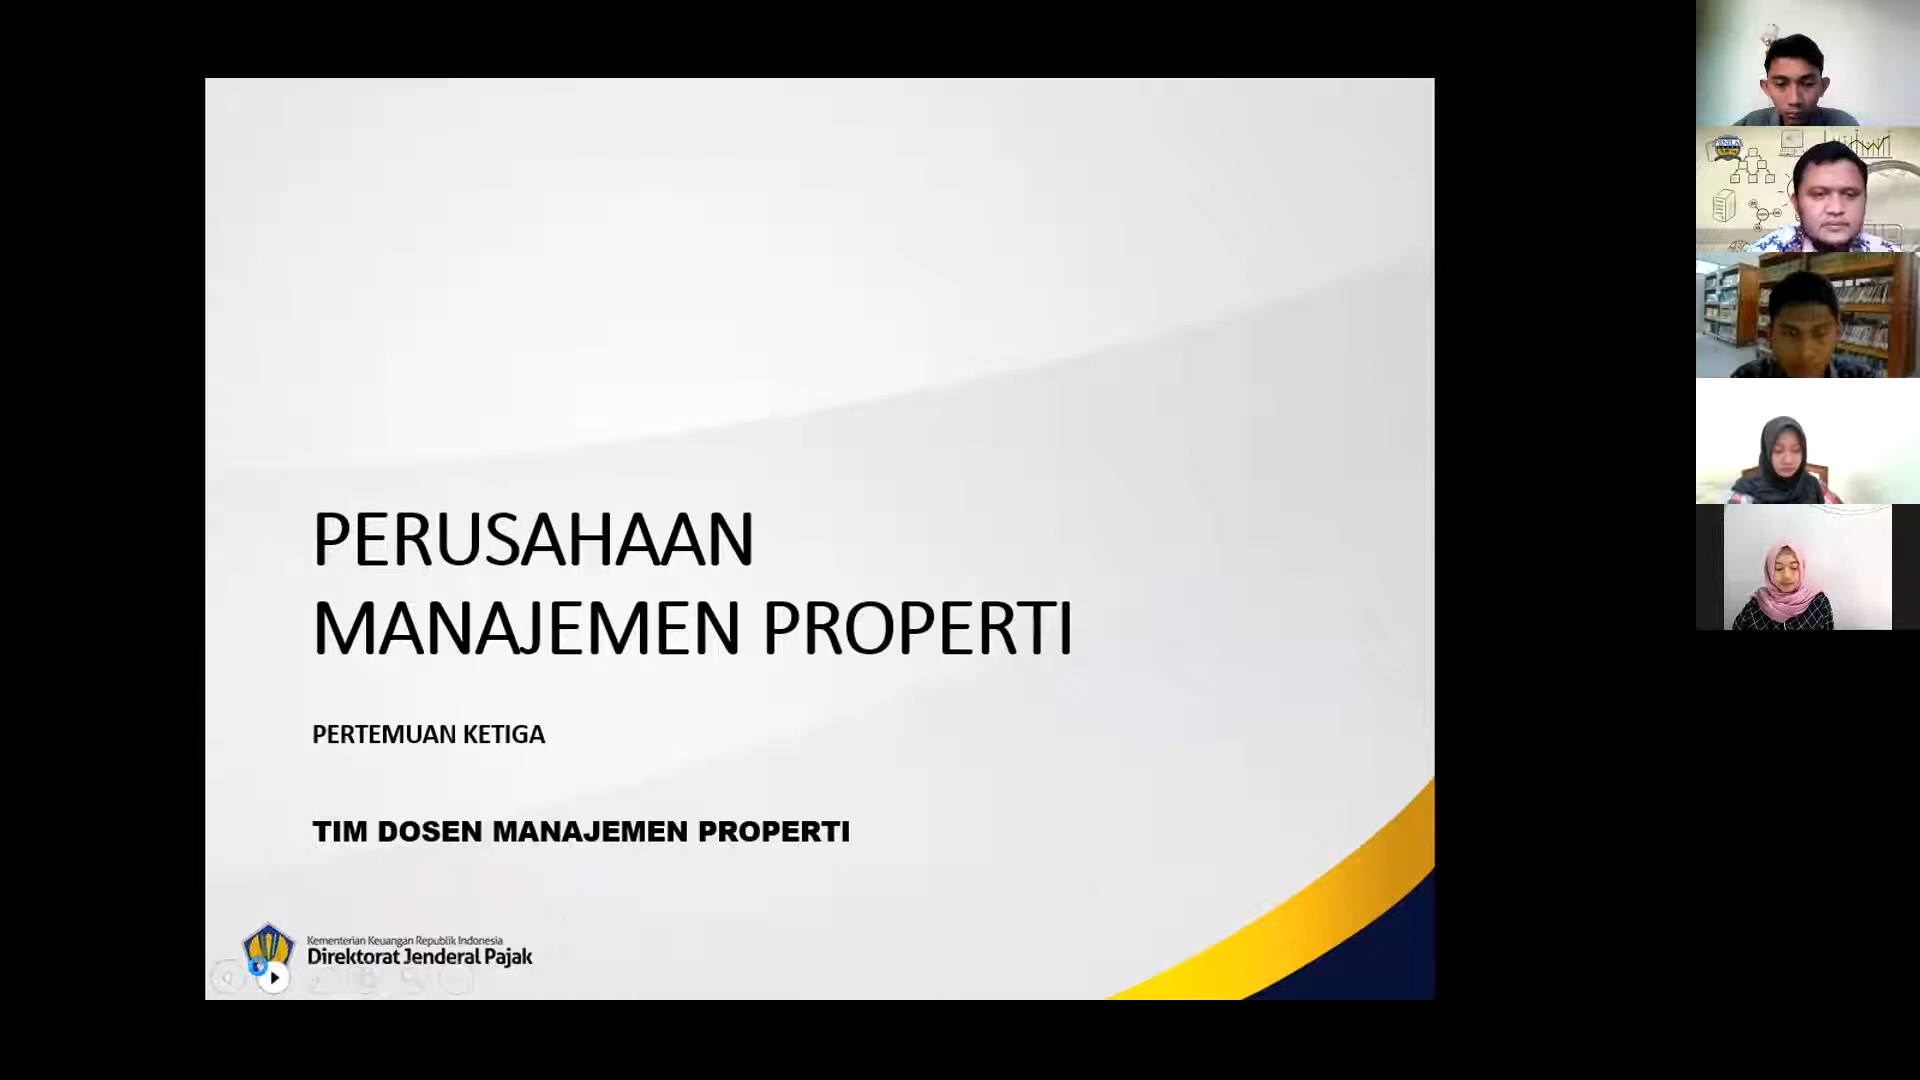 PERUSAHAAN
MANAJEMEN PROPERTI
PERTEMUAN KETIGA
TIM DOSEN MANAJEMEN PROPERTI
Kementerian Keuangan Republik Indonesia
Direktorat Jenderal Pajak